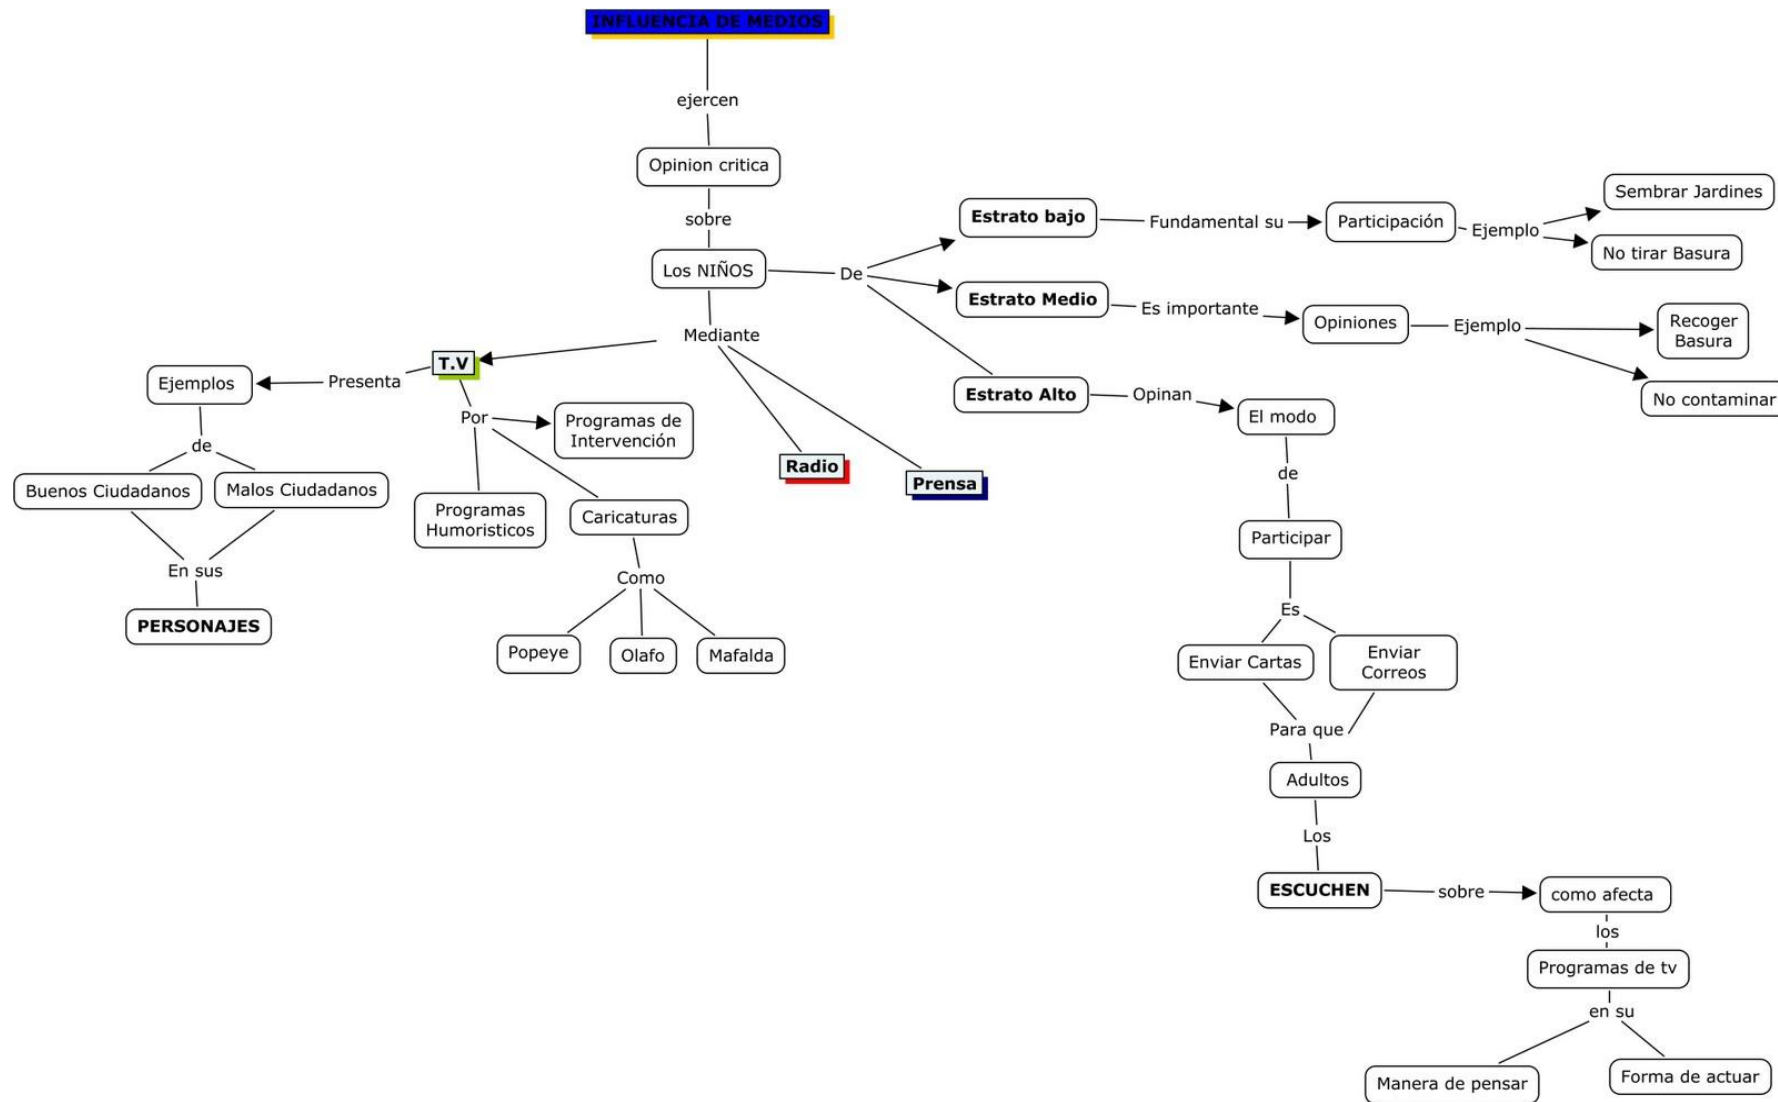 INFLUENCIA DE MEDIOS
ejercen
Opinion critica
sobre
Los NIÑOS
De
Estrato bajo
Fundamental su
Participación
Ejemplo
Sembrar Jardines
No tirar Basura
Estrato Medio
Es importante
Opiniones
Ejemplo
Recoger
Basura
No contaminar
Estrato Alto
Opinan
El modo
de
Participar
Es
Enviar Cartas
Enviar
Correos
Para que
Adultos
Los
ESCUCHEN
sobre
como afecta
los
Programas de tv
en su
Manera de pensar
Forma de actuar
Mediante
T.V
Presenta
Ejemplos
de
Buenos Ciudadanos
Malos Ciudadanos
En sus
PERSONAJES
Por
Programas de
Intervención
Programas
Humoristicos
Caricaturas
Como
Popeye
Olafo
Mafalda
Radio
Prensa